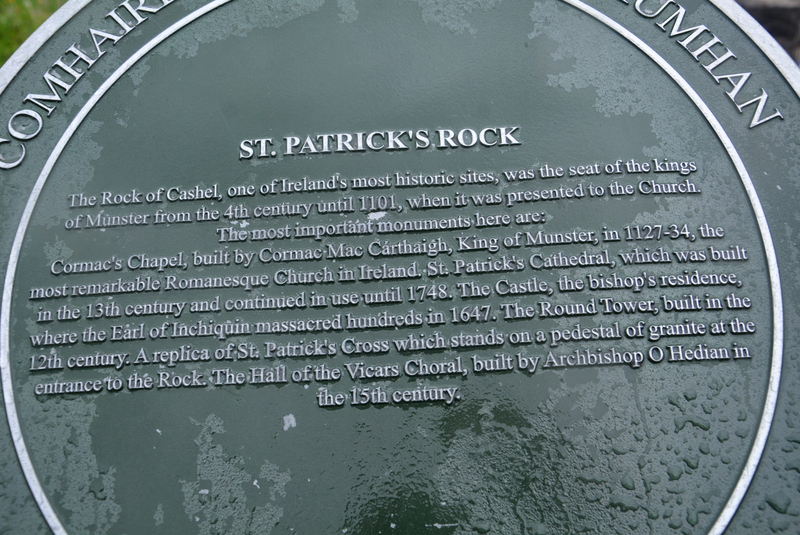 COMHAIRL
UMHAN
ST. PATRICK'S ROCK
The Rock of Cashel, one of Ireland's most historic sites, was the seat of the kings
of Munster from the 4th century until 1101, when it was presented to the Church.
The most important monuments here are:
Cormac's Chapel, built by Cormac Mac Cárthaigh, King of Munster, in 1127-34, the
most remarkable Romanesque Church in Ireland. St. Patrick's Cathedral, which was built
in the 13th century and continued in use until 1748. The Castle, the bishop's residence,
where the Earl of Inchiquin massacred hundreds in 1647. The Round Tower, built in the
12th century. A replica of St. Patrick's Cross which stands on a pedestal of granite at the
entrance to the Rock. The Hall of the Vicars Choral, built by Archbishop O Hedian in
the 15th century.